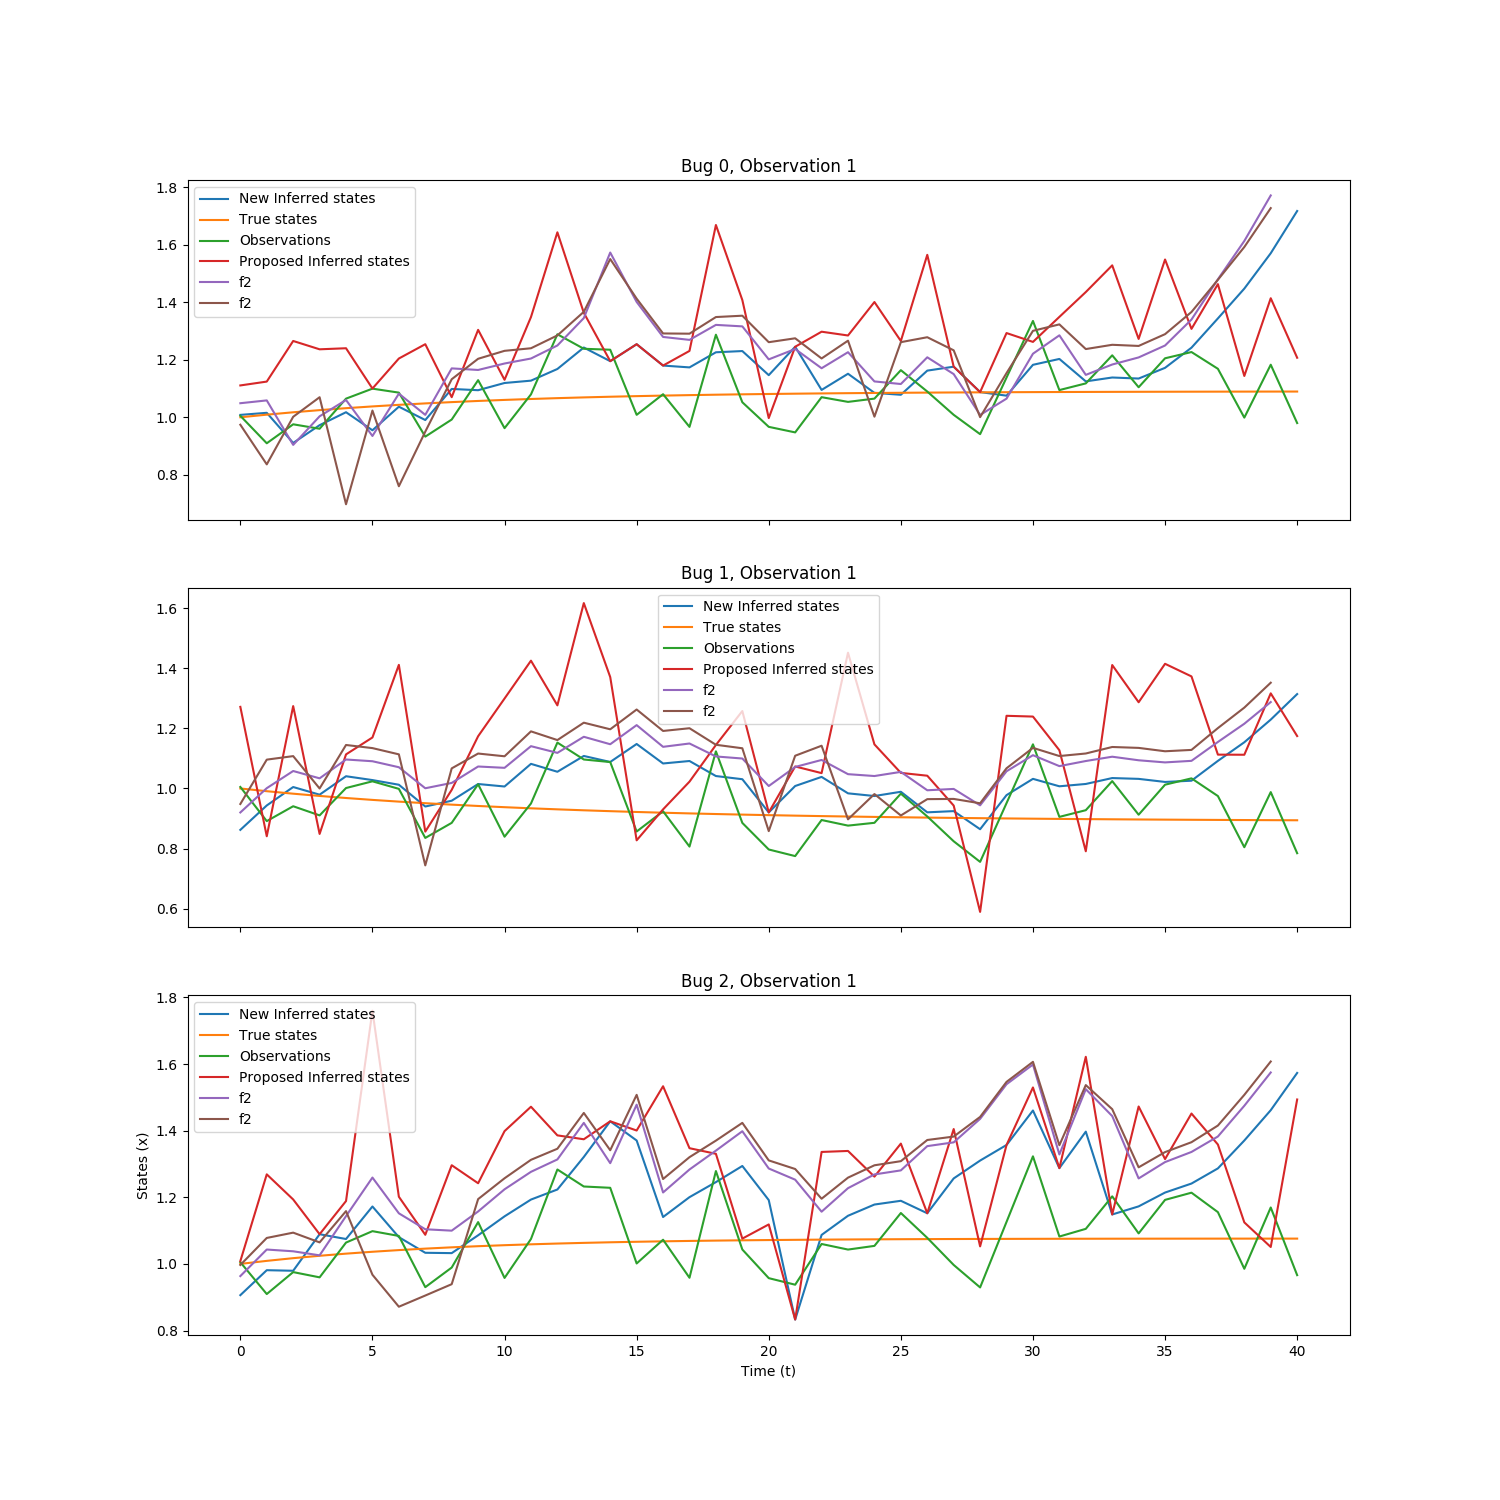 Bug 0, Observation 1
1.8
1.6
1.4
1.2
1.0
0.8
New Inferred states
True states
Observations
Proposed Inferred states
f2
f2
Bug 1, Observation 1
1.6
1.4
1.2
1.0
0.8
0.6
New Inferred states
True states
Observations
Proposed Inferred states
f2
f2
Bug 2, Observation 1
States (x)
1.8
1.6
1.4
1.2
1.0
0.8
New Inferred states
True states
Observations
Proposed Inferred states
f2
f2
0 5 10 15 20 25 30 35 40
Time (t)